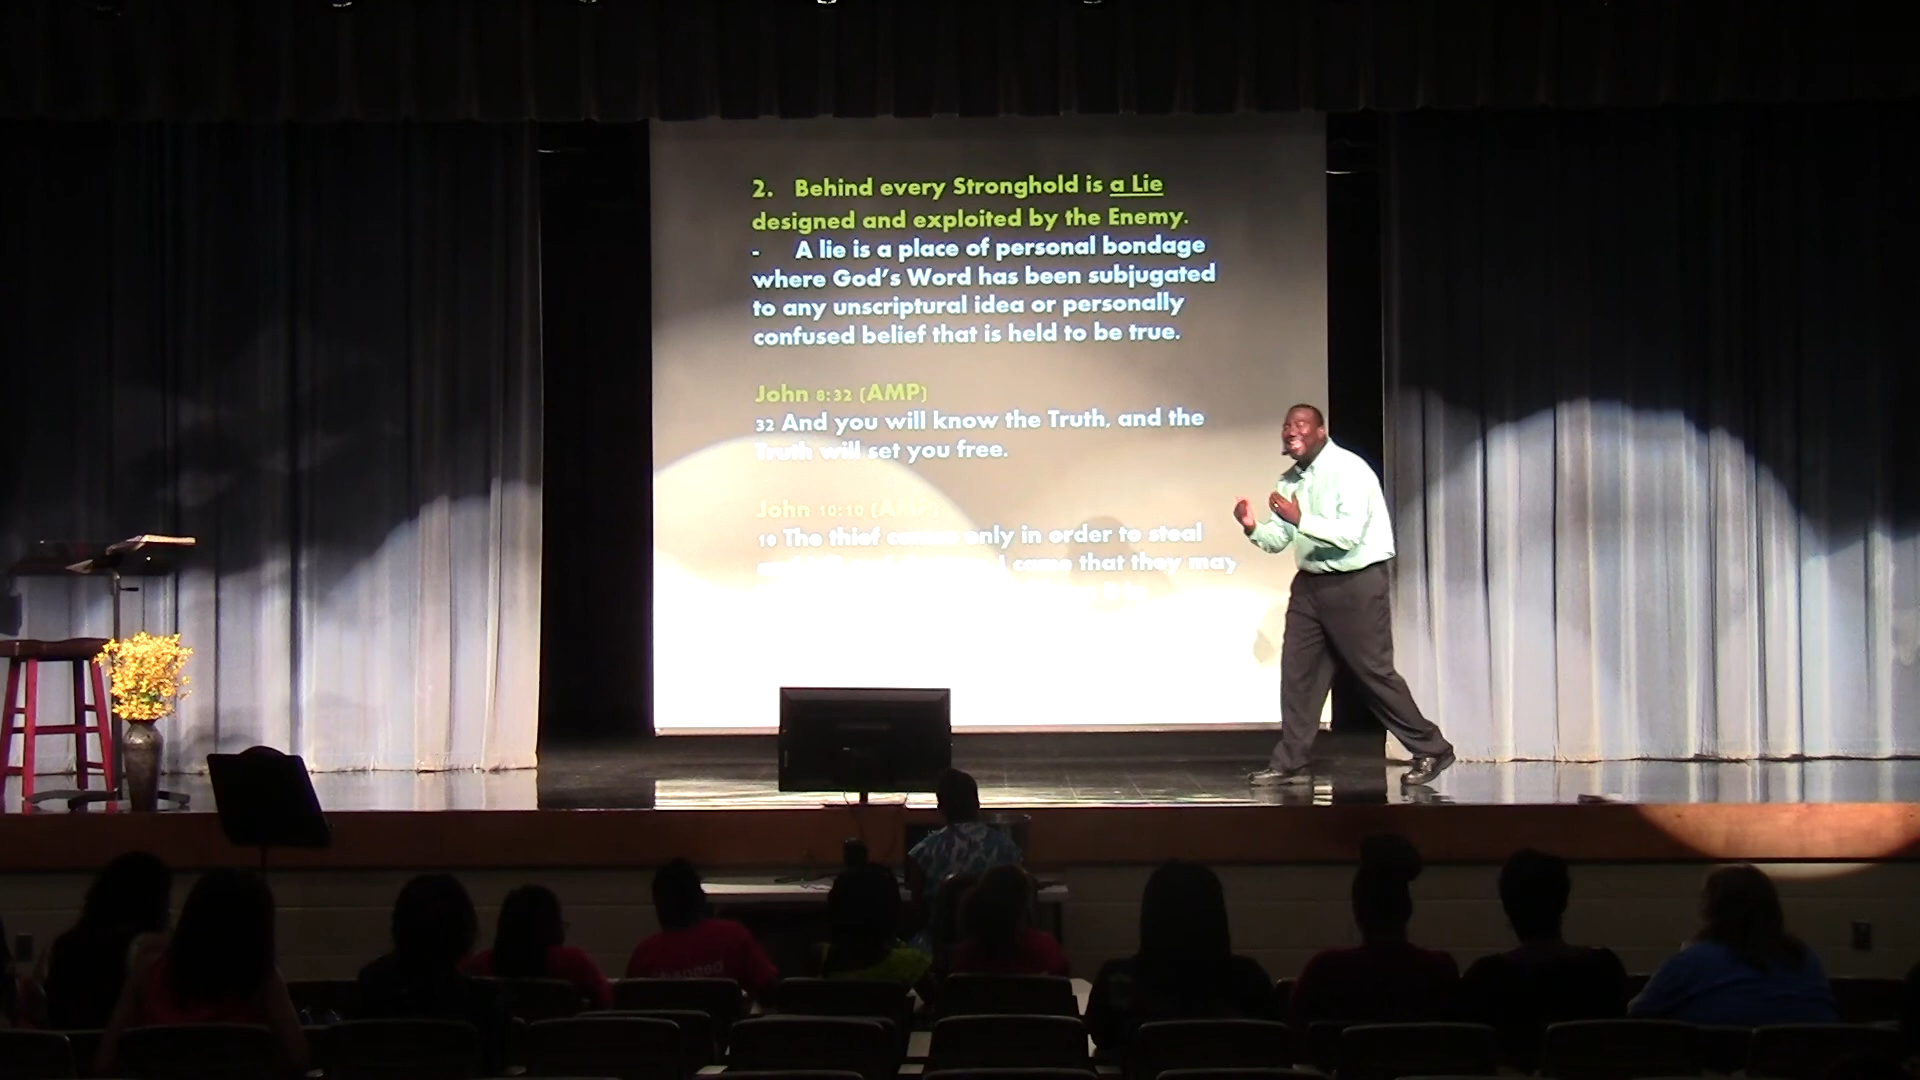 2. Behind every Stronghold is a Lie
designed and exploited by the Enemy.
- A lie is a place of personal bondage
where God's Word has been subjugated
to any unscriptural idea or personally
confused belief that is held to be true.
John 8:32 (AMP)
32 And you will know the Truth, and the
Truth will set you free.
John 10:10 (AMP)
10 The thief comes only in order to steal
I came that they may